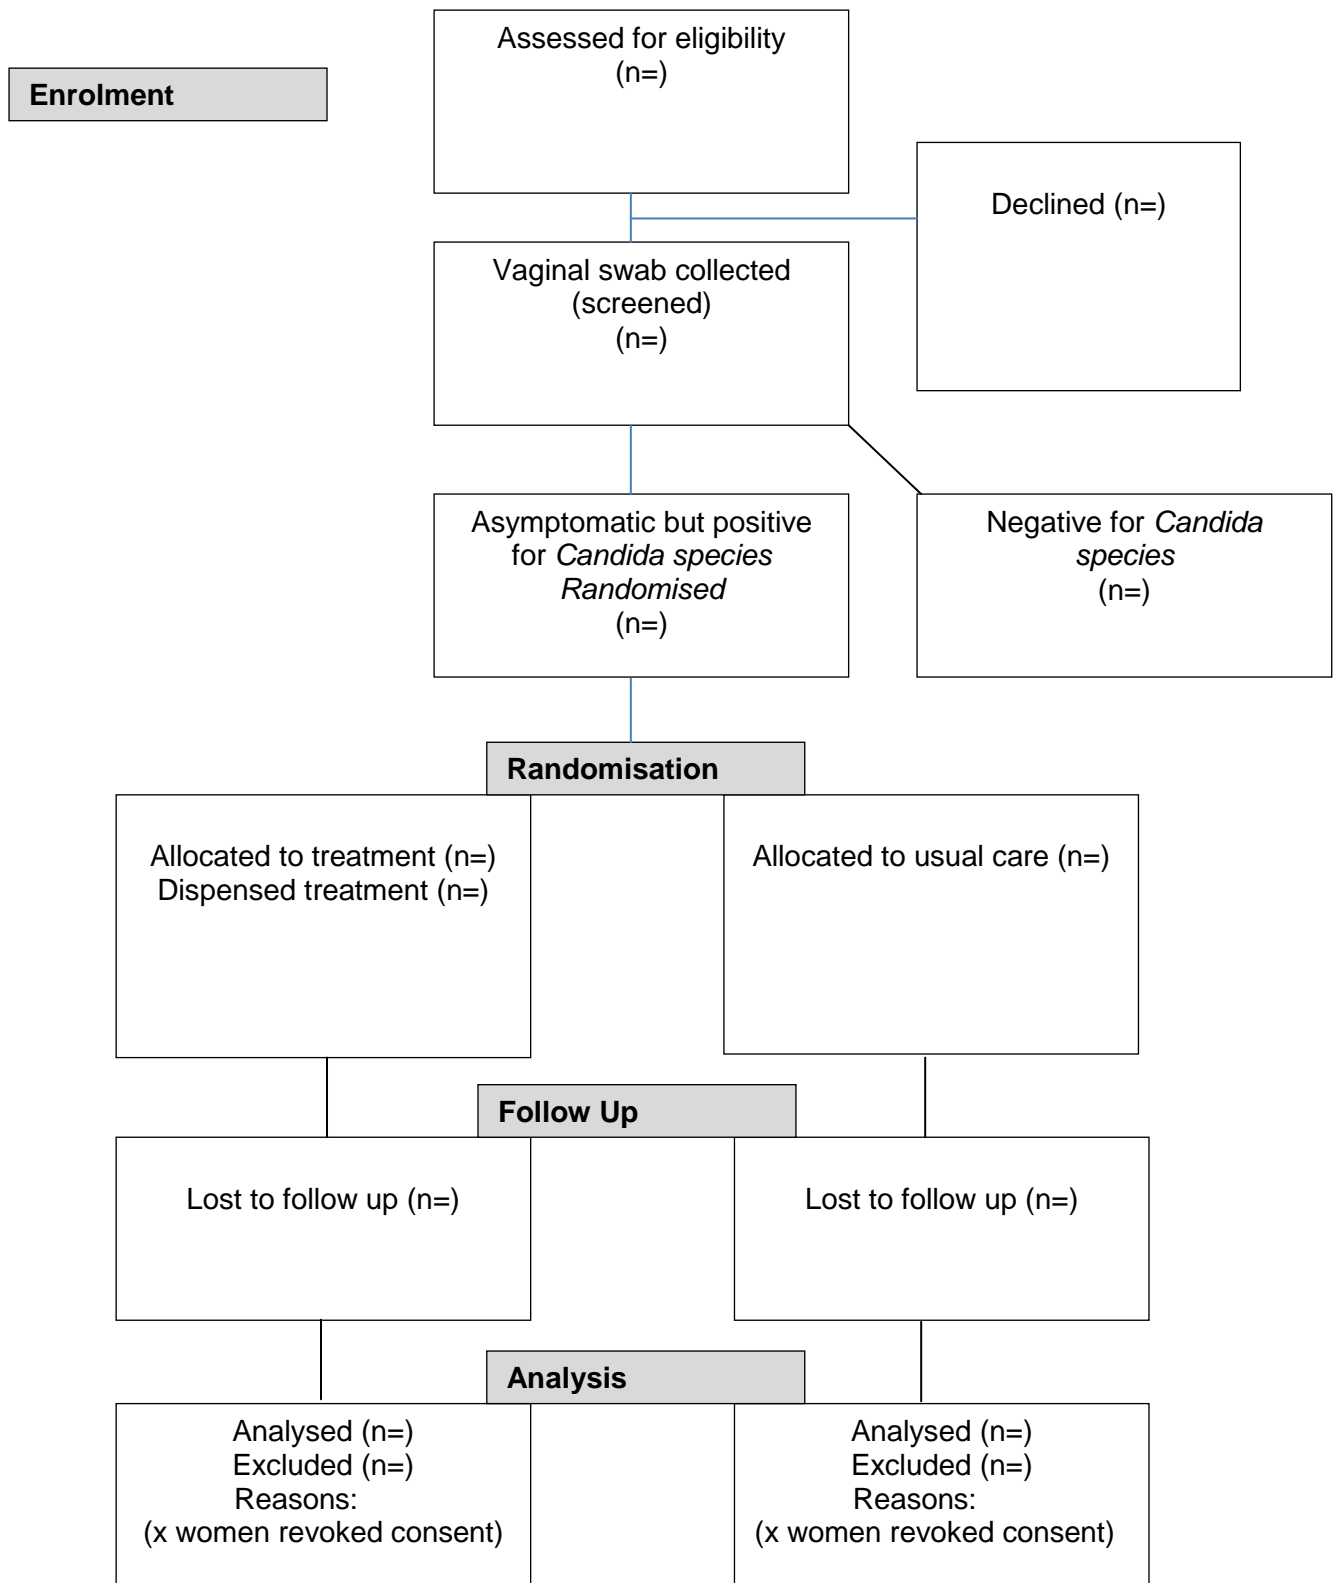 Assessed for eligibility
(n=)
Enrolment
Declined (n=)
Vaginal swab collected
(screened)
(n=)
Asymptomatic but positive
for Candida species
Randomised
(n=)
Negative for Candida
species
(n=)
Randomisation
Allocated to treatment (n=)
Dispensed treatment (n=)
Allocated to usual care (n=)
Follow Up
Lost to follow up (n=)
Lost to follow up (n=)
Analysis
Analysed (n=)
Excluded (n=)
Reasons:
(x women revoked consent)
Analysed (n=)
Excluded (n=)
Reasons:
(x women revoked consent)